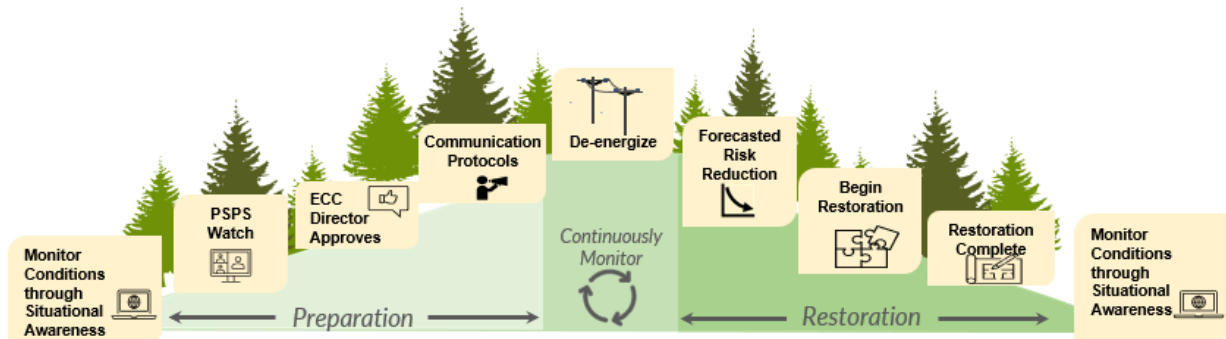 Monitor
Conditions
through
Situational
Awareness
PSPS
Watch
ECC
Director
Approves
Communication
Protocols
De-energize
Forecasted
Risk
Reduction
Begin
Restoration
Restoration
Complete
Monitor
Conditions
through
Situational
Awareness
Continuously
Monitor
Preparation
Restoration